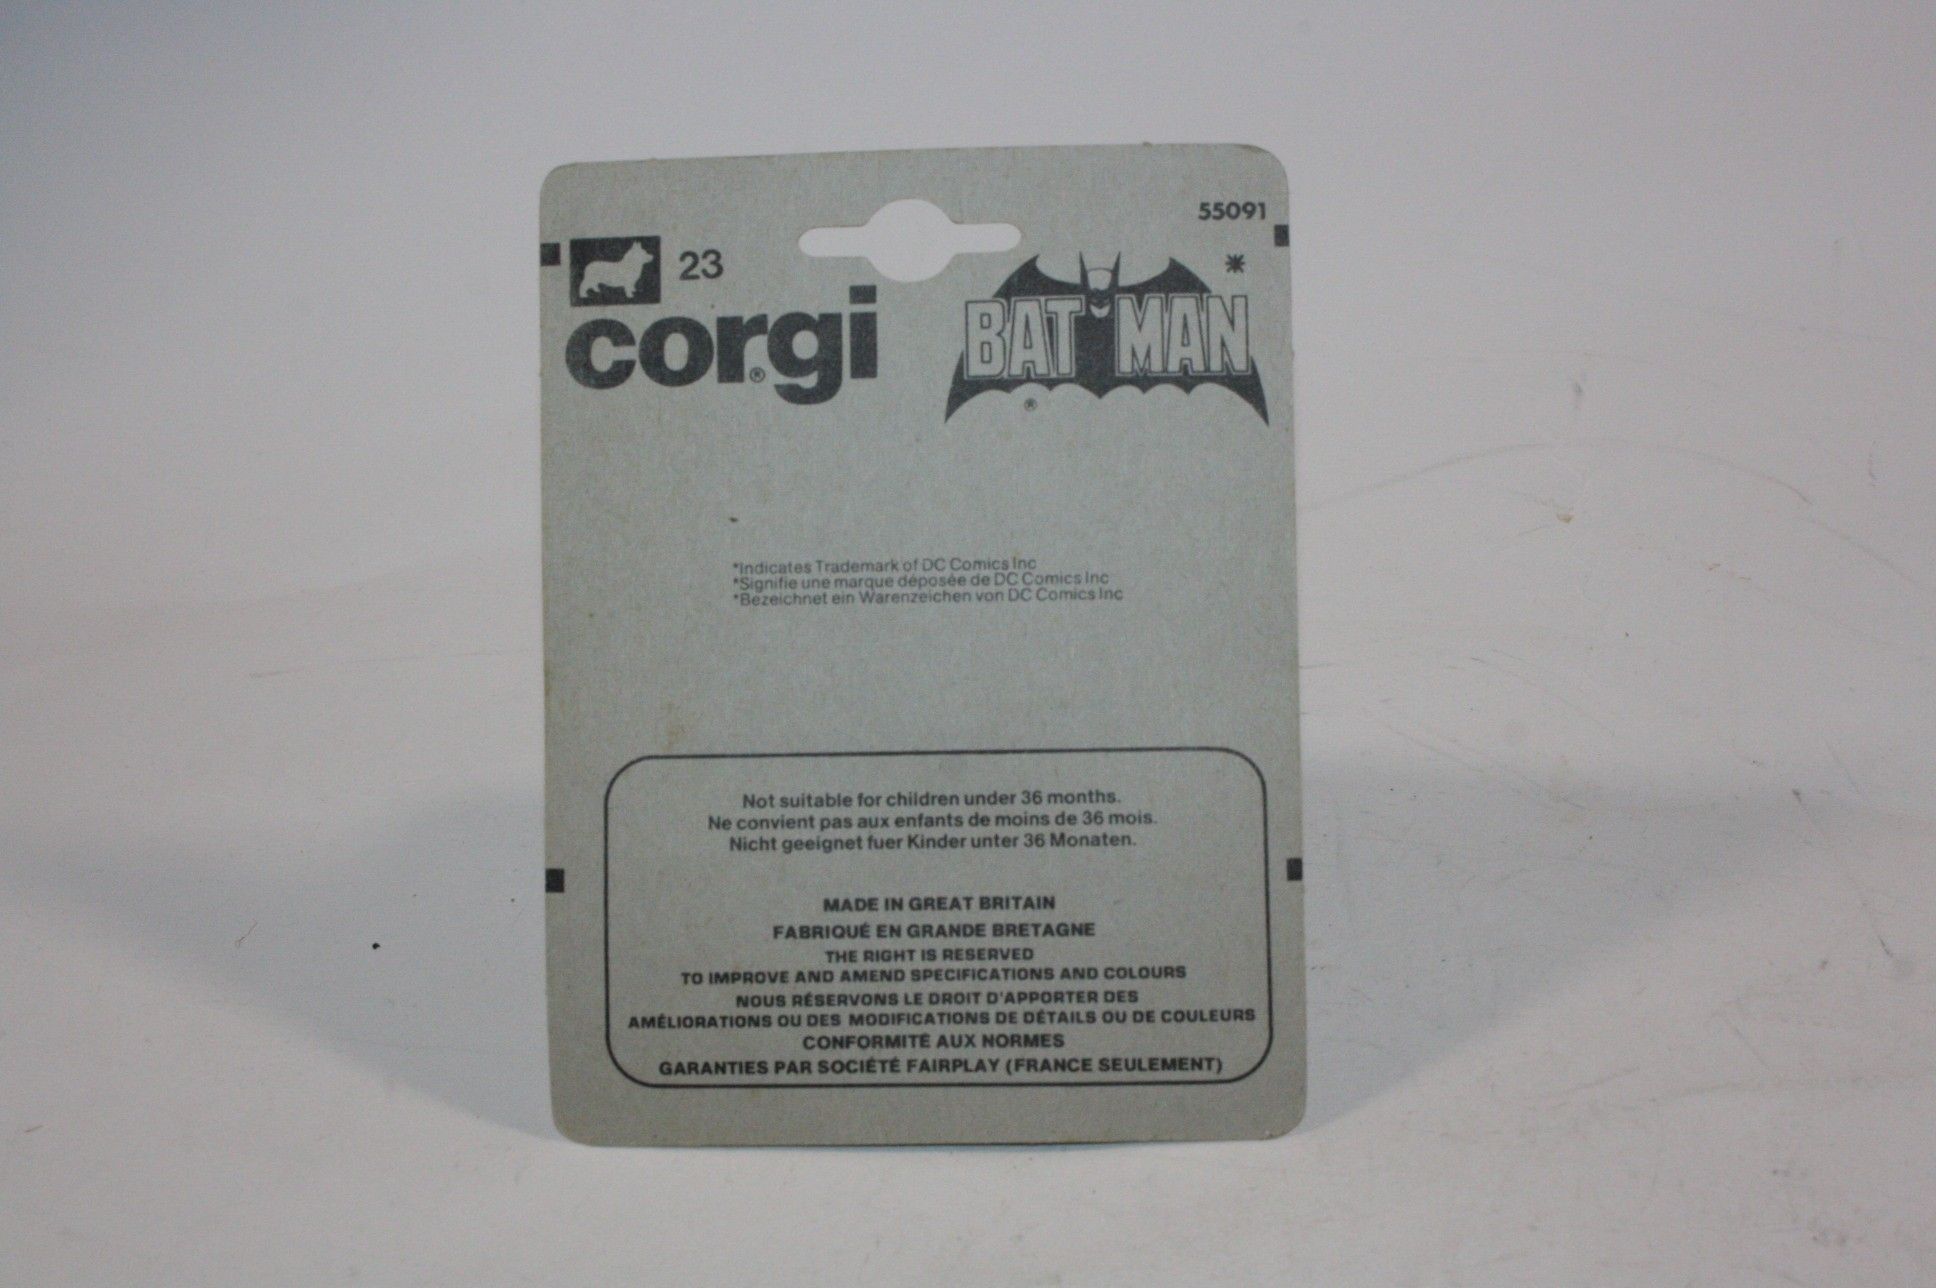 55091
23
corgi®
BATMAN*
®
*Indicates Trademark of DC Comics Inc
*Signifie une marque déposée de DC Comics Inc
*Bezeichnet ein Warenzeichen von DC Comics Inc
Not suitable for children under 36 months.
Ne convient pas aux enfants de moins de 36 mois.
Nicht geeignet fuer Kinder unter 36 Monaten.
MADE IN GREAT BRITAIN
FABRIQUÉ EN GRANDE BRETAGNE
THE RIGHT IS RESERVED
TO IMPROVE AND AMEND SPECIFICATIONS AND COLOURS
NOUS RÉSERVONS LE DROIT D'APPORTER DES
AMÉLIORATIONS OU DES MODIFICATIONS DE DÉTAILS OU DE COULEURS
CONFORMITÉ AUX NORMES
GARANTIES PAR SOCIÉTÉ FAIRPLAY (FRANCE SEULEMENT)